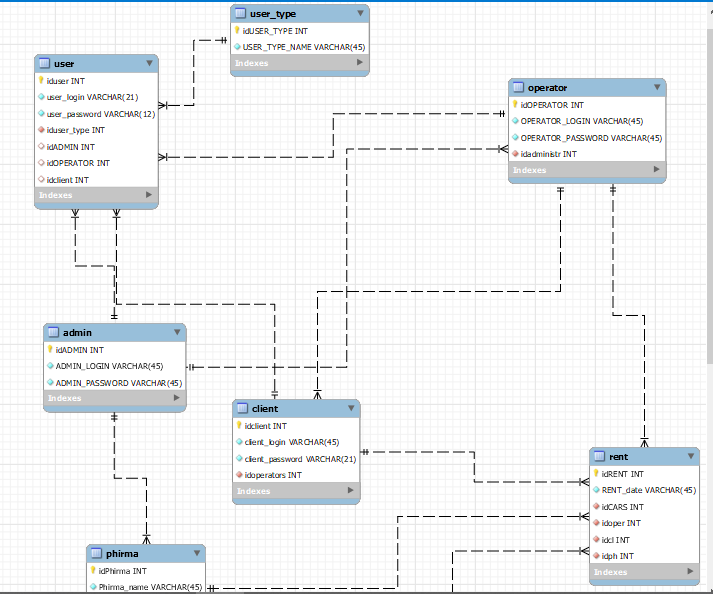 user_type
idUSER_TYPE INT
USER_TYPE_NAME VARCHAR(45)
Indexes
user
iduser INT
user_login VARCHAR(21)
user_password VARCHAR(12)
iduser_type INT
idADMIN INT
idOPERATOR INT
idclient INT
Indexes
operator
idOPERATOR INT
OPERATOR_LOGIN VARCHAR(45)
OPERATOR_PASSWORD VARCHAR(45)
idadministr INT
Indexes
admin
idADMIN INT
ADMIN_LOGIN VARCHAR(45)
ADMIN_PASSWORD VARCHAR(45)
Indexes
client
idclient INT
client_login VARCHAR(45)
client_password VARCHAR(21)
idoperators INT
Indexes
rent
idRENT INT
RENT_date VARCHAR(45)
idCARS INT
idoper INT
idcl INT
idph INT
Indexes
phirma
idPhirma INT
Phirma_name VARCHAR(45)